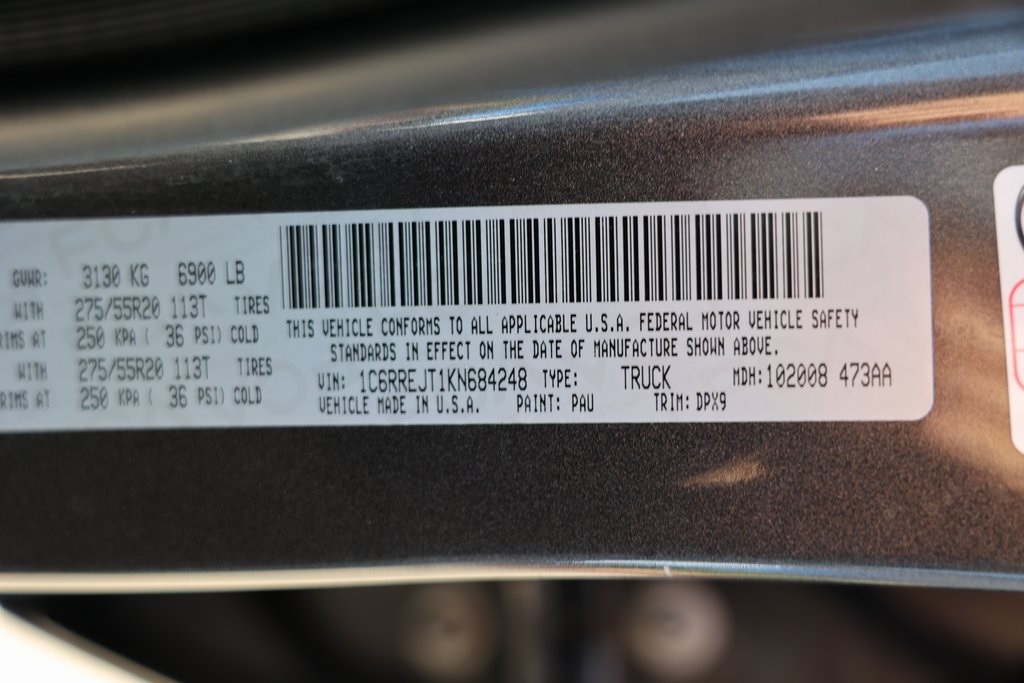 GVWR: 3130 KG 6900 LB
WITH 275/55R20 113T TIRES
RIMS AT 250 KPA ( 36 PSI) COLD
WITH 275/55R20 113T TIRES
RIMS AT 250 KPA ( 36 PSI) COLD
THIS VEHICLE CONFORMS TO ALL APPLICABLE U.S.A. FEDERAL MOTOR VEHICLE SAFETY
STANDARDS IN EFFECT ON THE DATE OF MANUFACTURE SHOWN ABOVE.
VIN: 1C6RREJT1KN684248 TYPE: TRUCK MDH:102008 473AA
VEHICLE MADE IN U.S.A. PAINT: PAU TRIM: DPX9